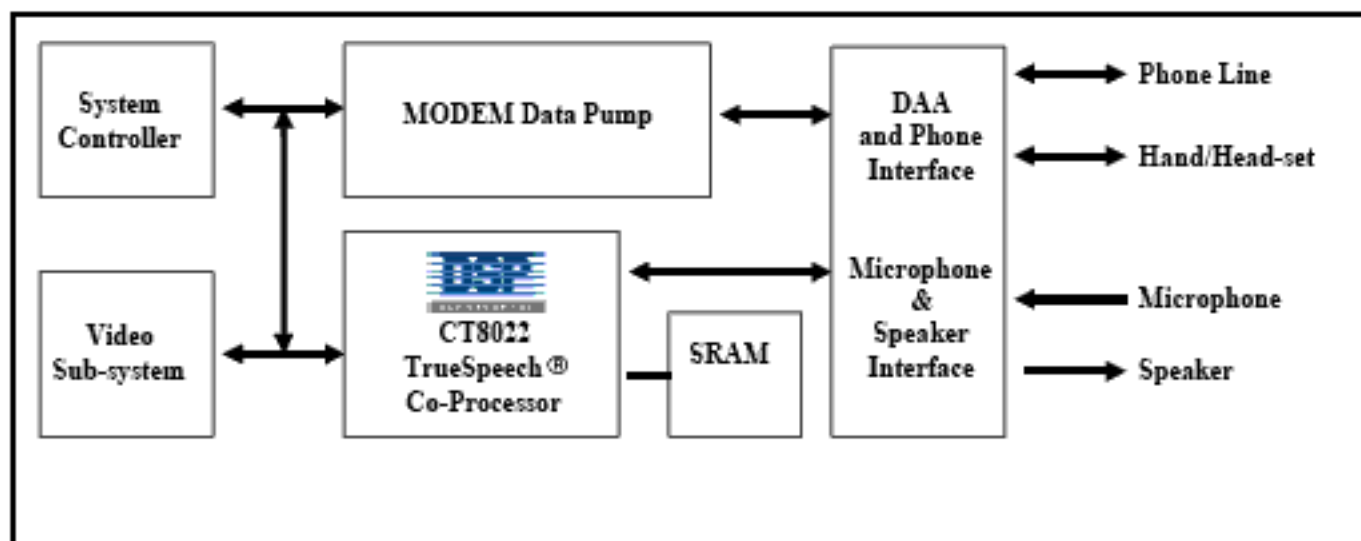 System
Controller
MODEM Data Pump
DAA
and Phone
Interface
Phone Line
Hand/Head-set
Video
Sub-system
DSP
CT8022
TrueSpeech ®
Co-Processor
SRAM
Microphone
&
Speaker
Interface
Microphone
Speaker